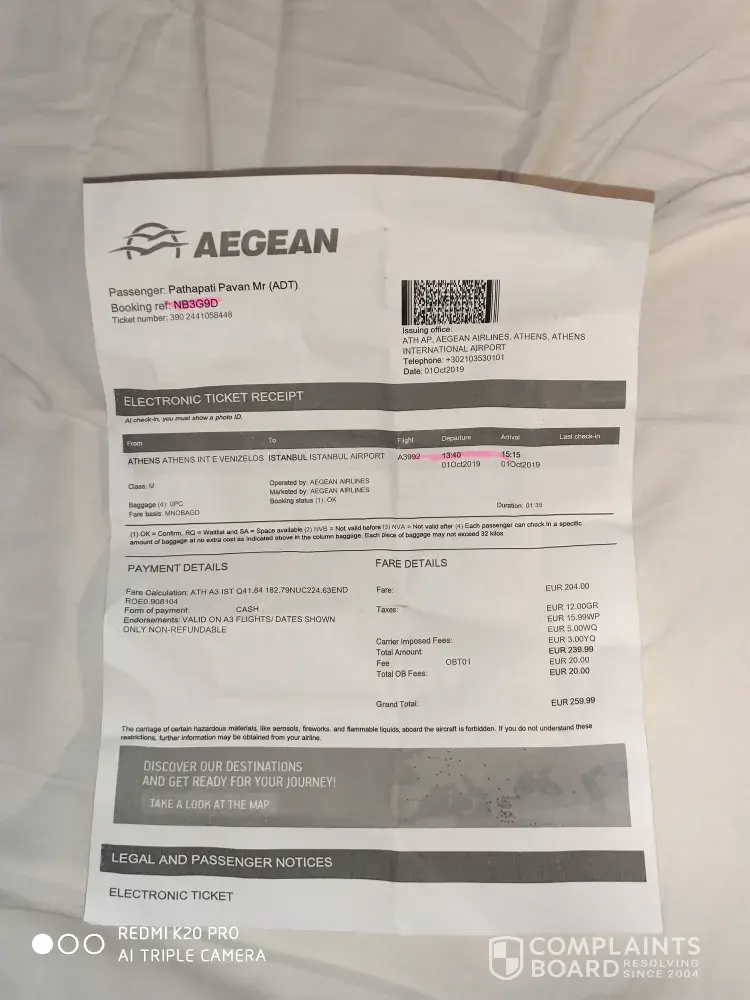 AEGEAN
Passenger: Pathapati Pavan Mr (ADT)
Booking ref: NB3G9D
Ticket number: 390 2441058448
Issuing office:
ATH AP, AEGEAN AIRLINES, ATHENS, ATHENS
INTERNATIONAL AIRPORT
Telephone: +302103530101
Date: 01Oct2019
ELECTRONIC TICKET RECEIPT
At check-in, you must show a photo ID.
From To Flight Departure Arrival Last check-in
ATHENS ATHENS INT E VENIZELOS ISTANBUL ISTANBUL AIRPORT A3992 13:40 15:15
01Oct2019 01Oct2019
Class: M Operated by: AEGEAN AIRLINES
Marketed by: AEGEAN AIRLINES
Baggage (4): 0PC Booking status (1): OK Duration: 01:35
Fare basis: MNOBAGO
(1) OK = Confirm, RQ = Waitlist and SA = Space available (2) NVB = Not valid before (3) NVA = Not valid after (4) Each passenger can check in a specific
amount of baggage at no extra cost as indicated above in the column baggage. Each piece of baggage may not exceed 32 kilos.
PAYMENT DETAILS
Fare Calculation: ATH A3 IST Q41.84 182.79NUC224.63END
ROE0.908104
Form of payment: CASH
Endorsements: VALID ON A3 FLIGHTS/ DATES SHOWN
ONLY NON-REFUNDABLE
FARE DETAILS
Fare: EUR 204.00
Taxes: EUR 12.00GR
EUR 15.99WP
EUR 5.00WQ
Carrier Imposed Fees: EUR 3.00YQ
Total Amount: EUR 239.99
Fee OBT01 EUR 20.00
Total OB Fees: EUR 20.00
Grand Total: EUR 259.99
The carriage of certain hazardous materials, like aerosols, fireworks, and flammable liquids, aboard the aircraft is forbidden. If you do not understand these
restrictions, further information may be obtained from your airline.
DISCOVER OUR DESTINATIONS
AND GET READY FOR YOUR JOURNEY!
TAKE A LOOK AT THE MAP
LEGAL AND PASSENGER NOTICES
ELECTRONIC TICKET
REDMI K20 PRO
AI TRIPLE CAMERA
COMPLAINTS
BOARD RESOLVING
SINCE 2004